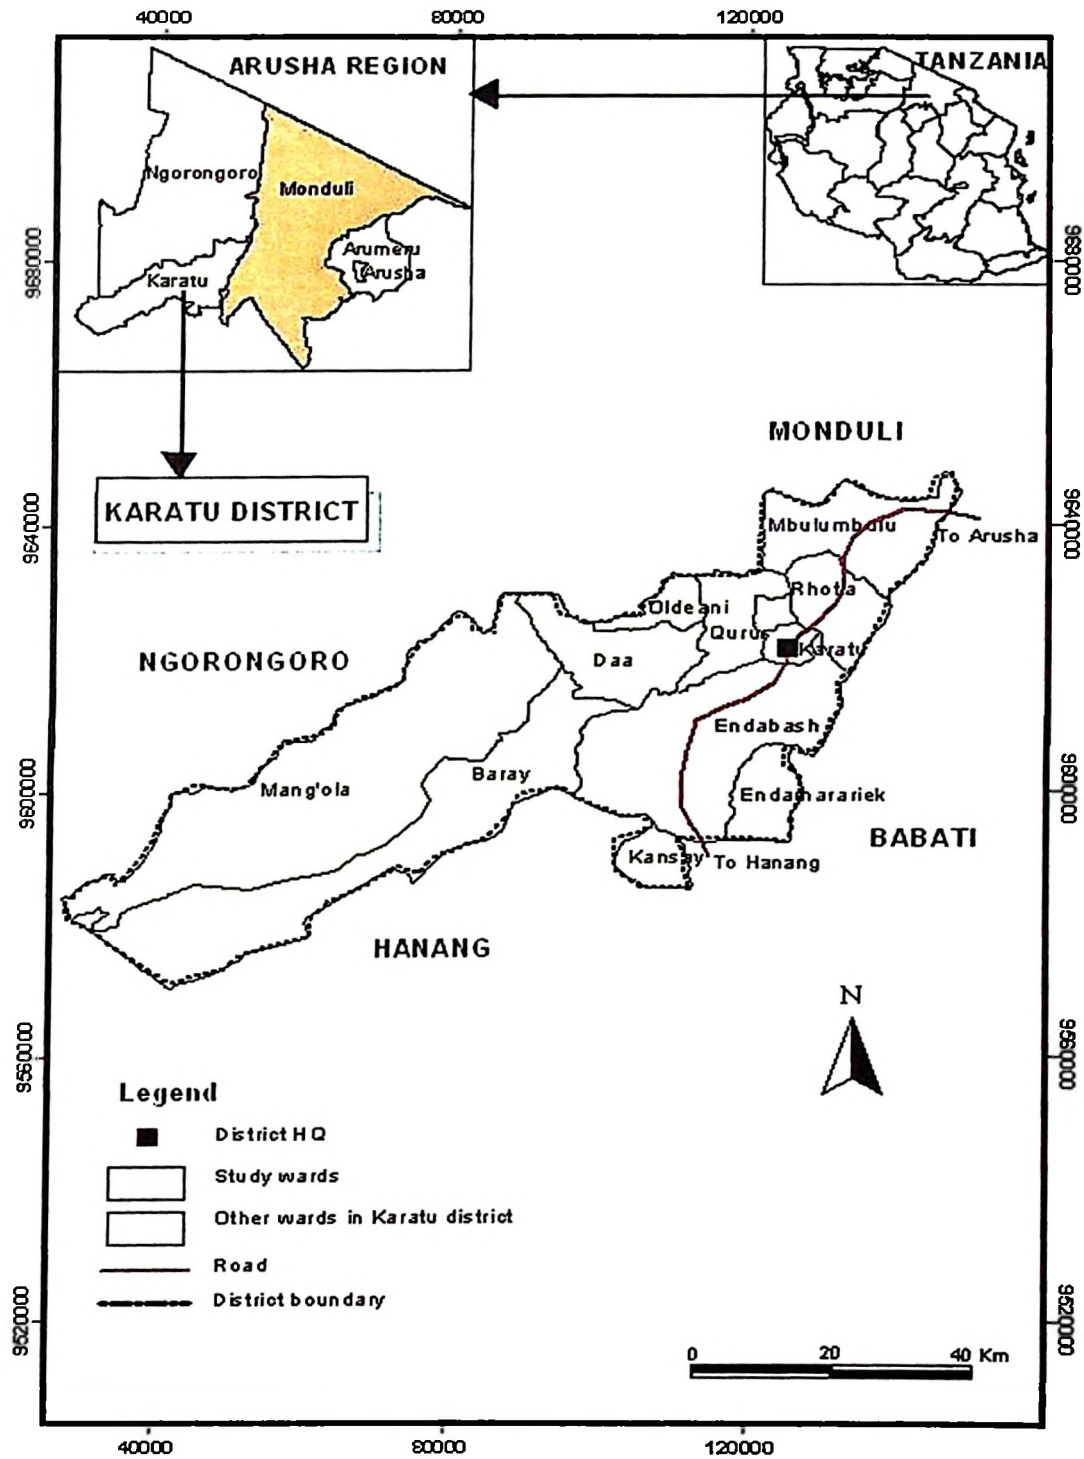 40000 80000 120000
ARUSHA REGION
TANZANIA
Ngorongoro
Monduli
Arumeru
Arusha
Karatu
9680000 9680000
MONDULI
KARATU DISTRICT
9640000 9640000
Mbulumbulu
To Arusha
Rhota
Oldeani
Qurus
Karatu
NGORONGORO
Daa
Endabash
Baray
Mang'ola
Endamarariek
9600000 9600000
BABATI
Kansay
To Hanang
HANANG
N
9560000 9560000
Legend
District HQ
Study wards
Other wards in Karatu district
Road
District boundary
9520000 9520000
0 20 40 Km
40000 80000 120000